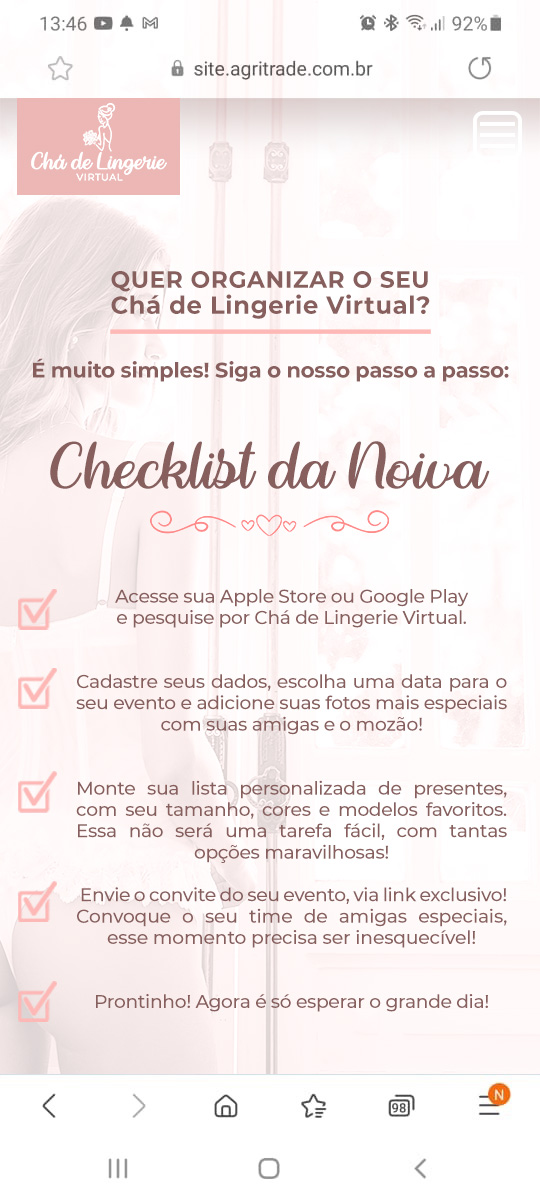 13:46
92%
site.agritrade.com.br
Chá de Lingerie
VIRTUAL
QUER ORGANIZAR O SEU
Chá de Lingerie Virtual?
É muito simples! Siga o nosso passo a passo:
Checklist da Noiva
Acesse sua Apple Store ou Google Play
e pesquise por Chá de Lingerie Virtual.
Cadastre seus dados, escolha uma data para o
seu evento e adicione suas fotos mais especiais
com suas amigas e o mozão!
Monte sua lista personalizada de presentes,
com seu tamanho, cores e modelos favoritos.
Essa não será uma tarefa fácil, com tantas
opções maravilhosas!
Envie o convite do seu evento, via link exclusivo!
Convoque o seu time de amigas especiais,
esse momento precisa ser inesquecível!
Prontinho! Agora é só esperar o grande dia!
98
N